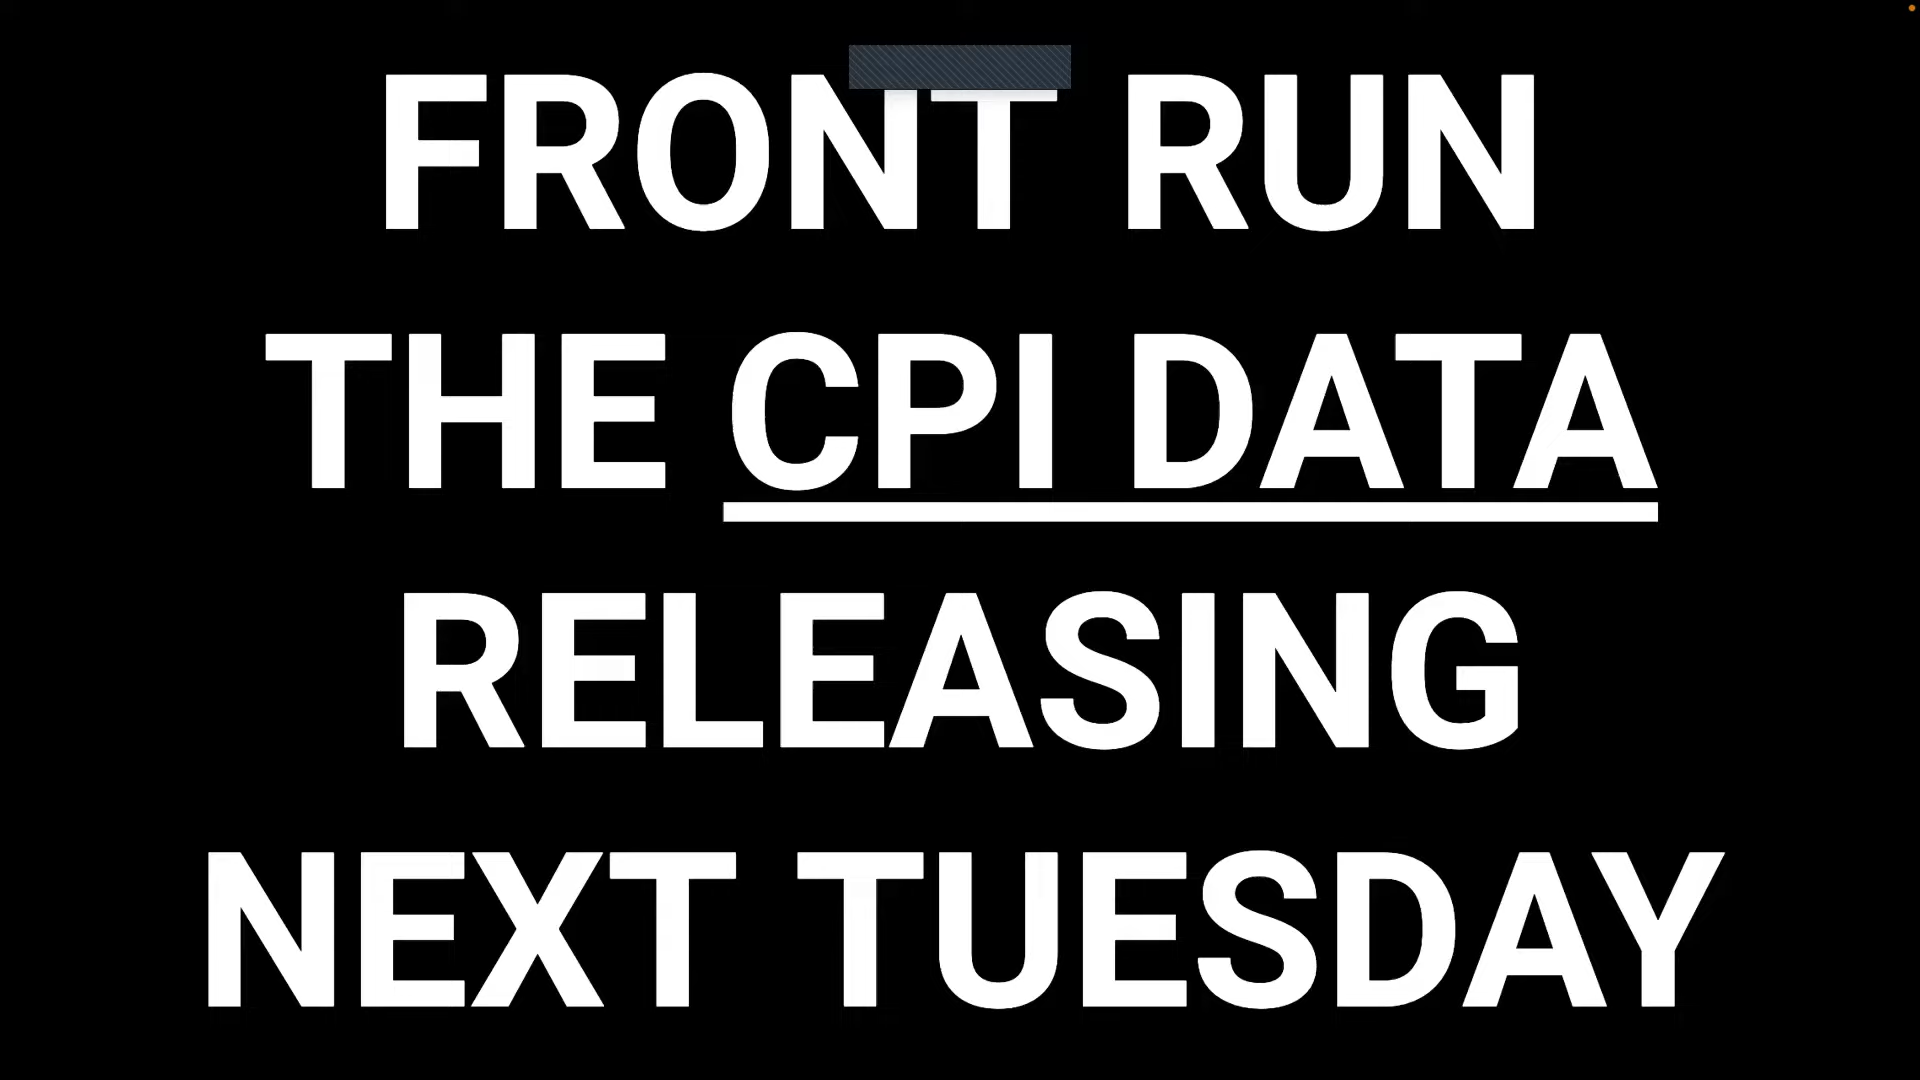 FRONT RUN
THE CPI DATA
RELEASING
NEXT TUESDAY